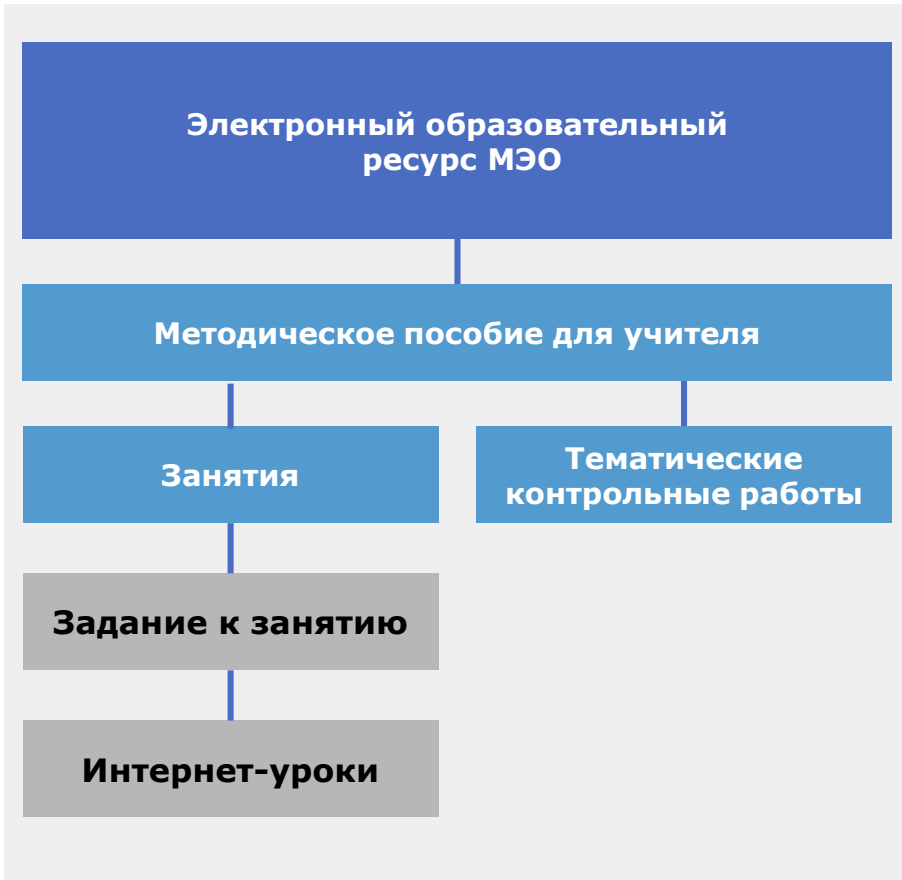 Электронный образовательный
ресурс МЭО
Методическое пособие для учителя
Занятия
Тематические
контрольные работы
Задание к занятию
Интернет-уроки